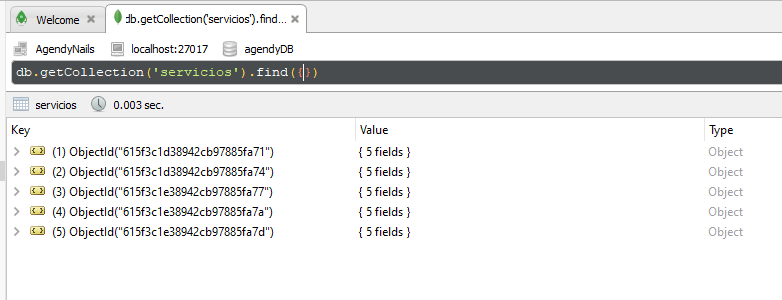 Welcome
db.getCollection('servicios').find...
AgendyNails localhost:27017 agendyDB
db.getCollection('servicios').find({})
servicios 0.003 sec.
Key Value Type
(1) ObjectId("615f3c1d38942cb97885fa71") { 5 fields } Object
(2) ObjectId("615f3c1d38942cb97885fa74") { 5 fields } Object
(3) ObjectId("615f3c1e38942cb97885fa77") { 5 fields } Object
(4) ObjectId("615f3c1e38942cb97885fa7a") { 5 fields } Object
(5) ObjectId("615f3c1e38942cb97885fa7d") { 5 fields } Object